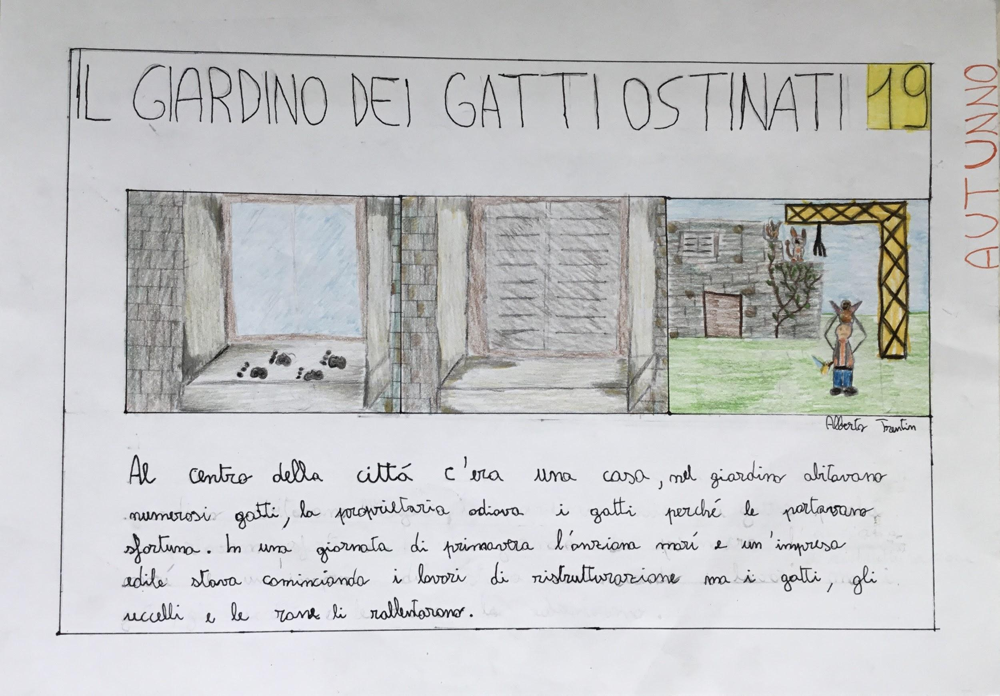 IL GIARDINO DEI GATTI OSTINATI 19
AUTUNNO
Alberto Trentin
Al centro della cittá c'era una casa, nel giardino abitavano
numerosi gatti, la proprietaria odiava i gatti perché le portavano
sfortuna. In una giornata di primavera l'anziana morí e un'impresa
edile stava cominciando i lavori di ristrutturazione ma i gatti, gli
uccelli e le rane li rallentarono.